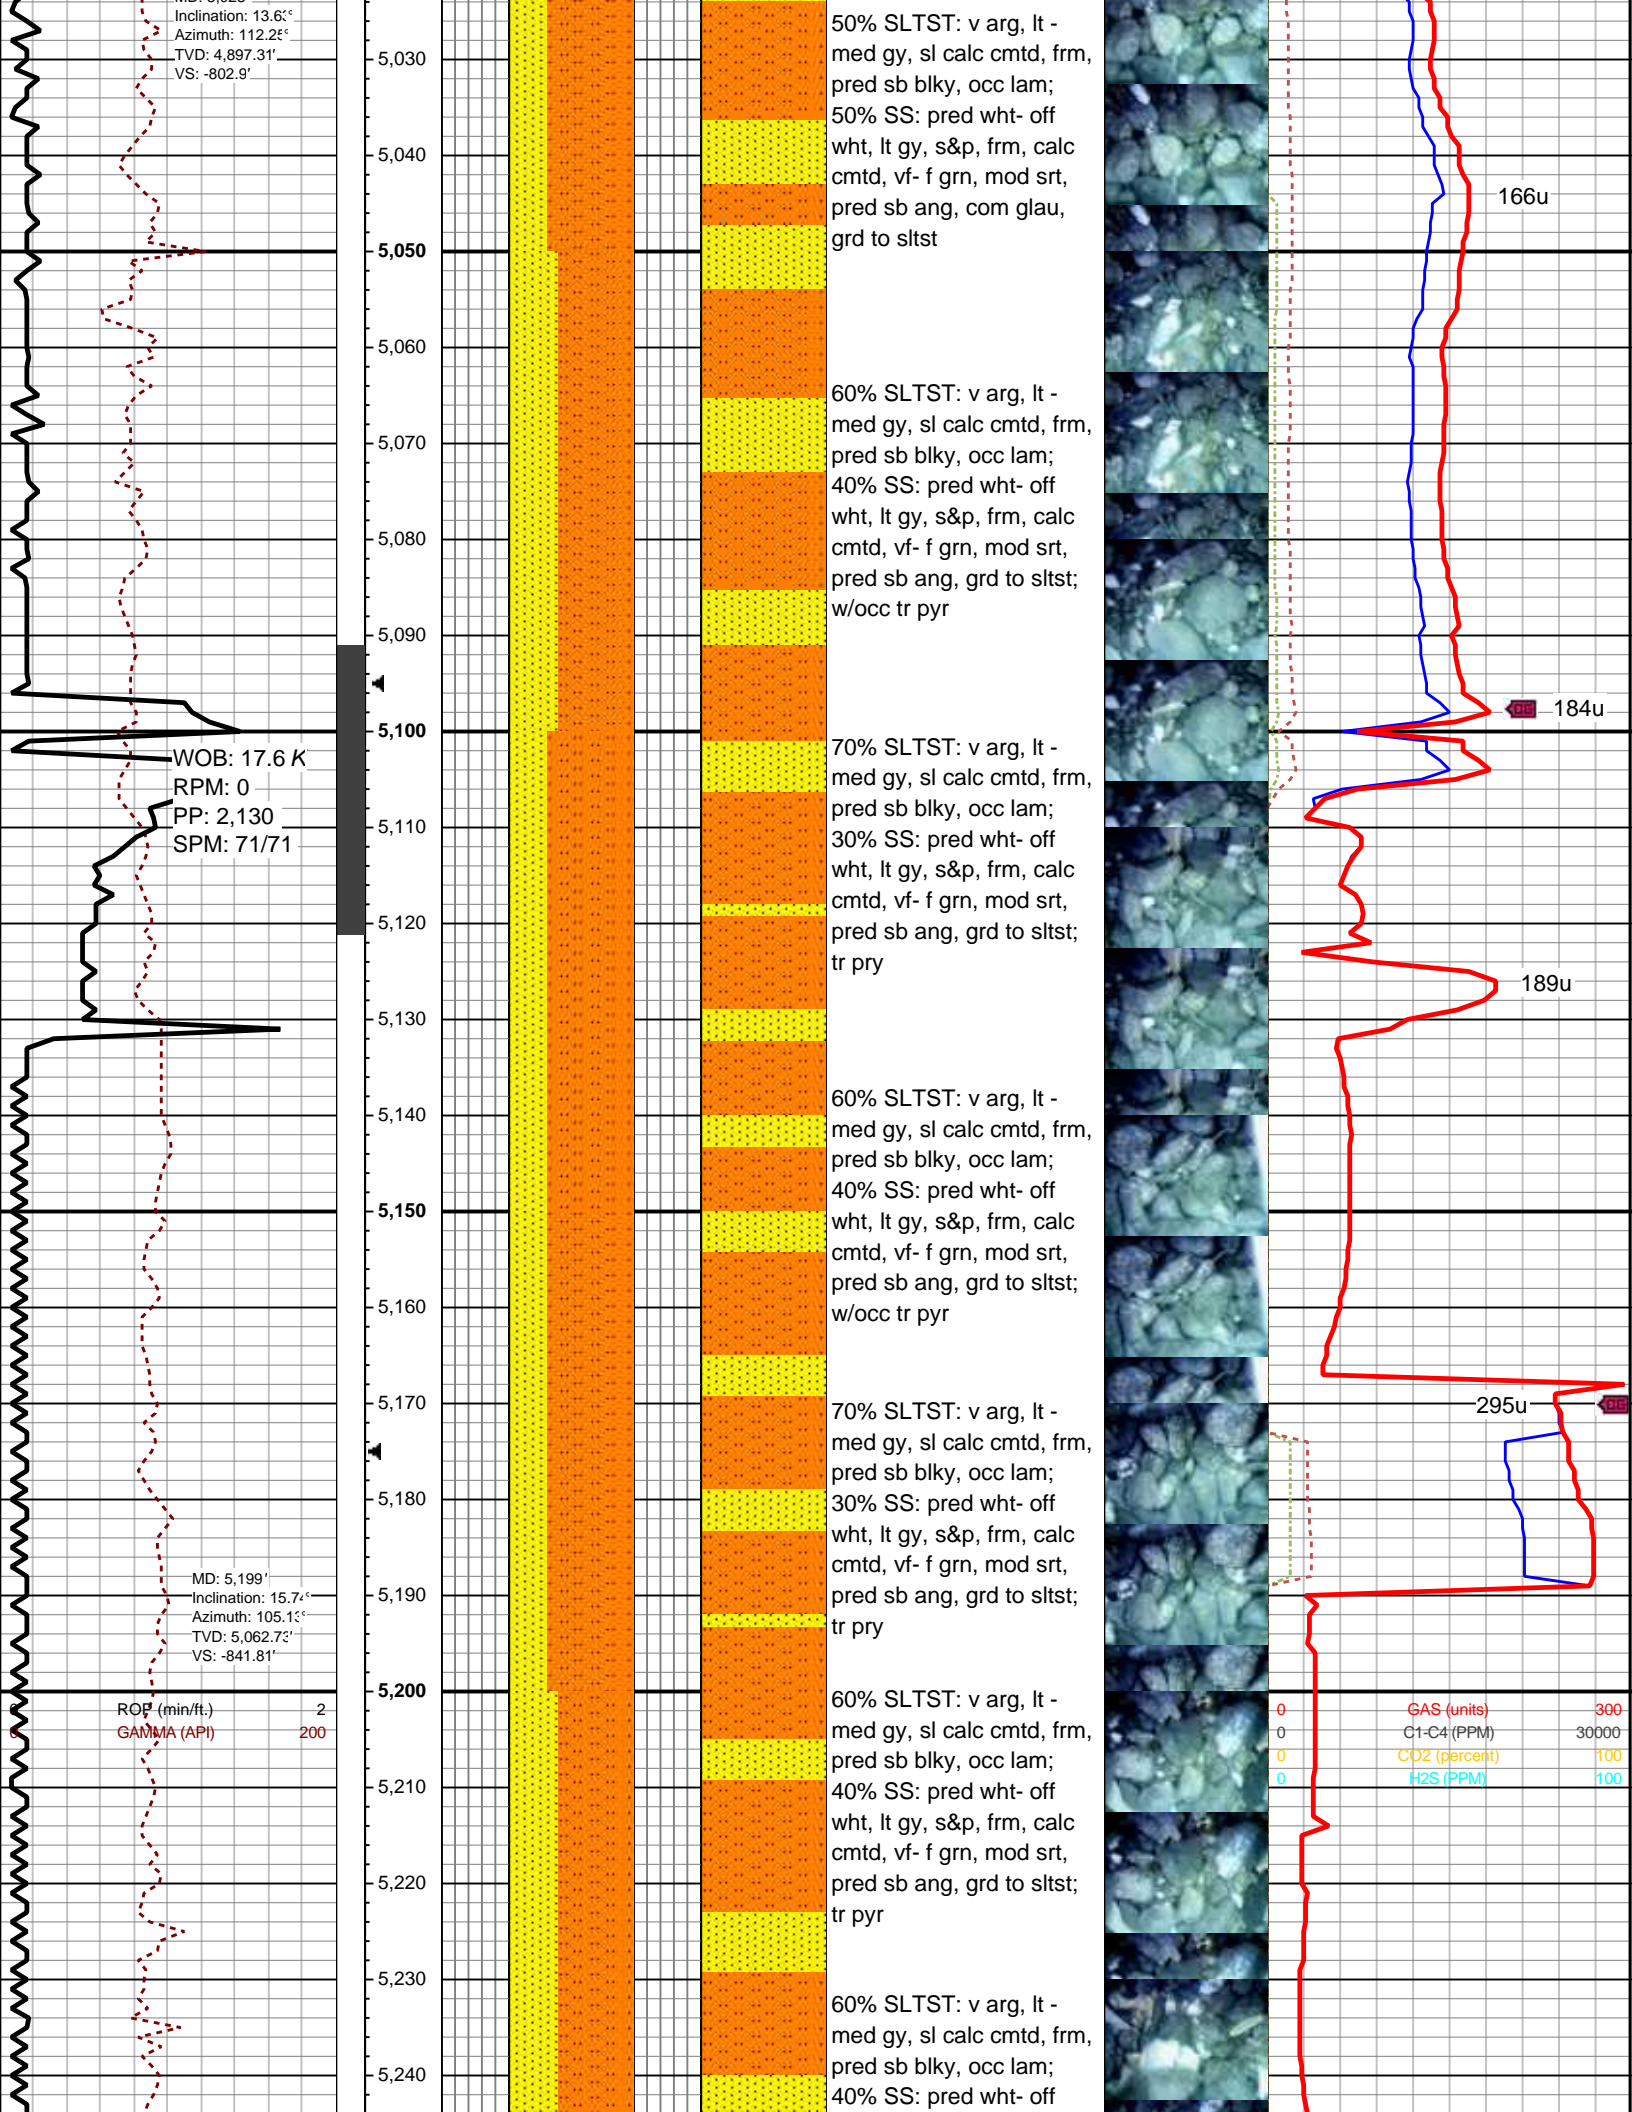 Inclination: 13.63°
Azimuth: 112.25°
TVD: 4,897.31'
VS: -802.9'
5,030
5,040
5,050
5,060
5,070
5,080
5,090
5,100
5,110
5,120
5,130
5,140
5,150
5,160
5,170
5,180
5,190
5,200
5,210
5,220
5,230
5,240
WOB: 17.6 K
RPM: 0
PP: 2,130
SPM: 71/71
MD: 5,199'
Inclination: 15.74°
Azimuth: 105.13°
TVD: 5,062.73'
VS: -841.81'
ROP (min/ft.) 2
GAMMA (API) 200
50% SLTST: v arg, lt -
med gy, sl calc cmtd, frm,
pred sb blky, occ lam;
50% SS: pred wht- off
wht, lt gy, s&p, frm, calc
cmtd, vf- f grn, mod srt,
pred sb ang, com glau,
grd to sltst
60% SLTST: v arg, lt -
med gy, sl calc cmtd, frm,
pred sb blky, occ lam;
40% SS: pred wht- off
wht, lt gy, s&p, frm, calc
cmtd, vf- f grn, mod srt,
pred sb ang, grd to sltst;
w/occ tr pyr
70% SLTST: v arg, lt -
med gy, sl calc cmtd, frm,
pred sb blky, occ lam;
30% SS: pred wht- off
wht, lt gy, s&p, frm, calc
cmtd, vf- f grn, mod srt,
pred sb ang, grd to sltst;
tr pry
60% SLTST: v arg, lt -
med gy, sl calc cmtd, frm,
pred sb blky, occ lam;
40% SS: pred wht- off
wht, lt gy, s&p, frm, calc
cmtd, vf- f grn, mod srt,
pred sb ang, grd to sltst;
w/occ tr pyr
70% SLTST: v arg, lt -
med gy, sl calc cmtd, frm,
pred sb blky, occ lam;
30% SS: pred wht- off
wht, lt gy, s&p, frm, calc
cmtd, vf- f grn, mod srt,
pred sb ang, grd to sltst;
tr pry
60% SLTST: v arg, lt -
med gy, sl calc cmtd, frm,
pred sb blky, occ lam;
40% SS: pred wht- off
wht, lt gy, s&p, frm, calc
cmtd, vf- f grn, mod srt,
pred sb ang, grd to sltst;
tr pyr
60% SLTST: v arg, lt -
med gy, sl calc cmtd, frm,
pred sb blky, occ lam;
40% SS: pred wht- off
166u
CG 184u
189u
295u CG
0 GAS (units) 300
0 C1-C4 (PPM) 30000
0 CO2 (percent) 100
0 H2S (PPM) 100